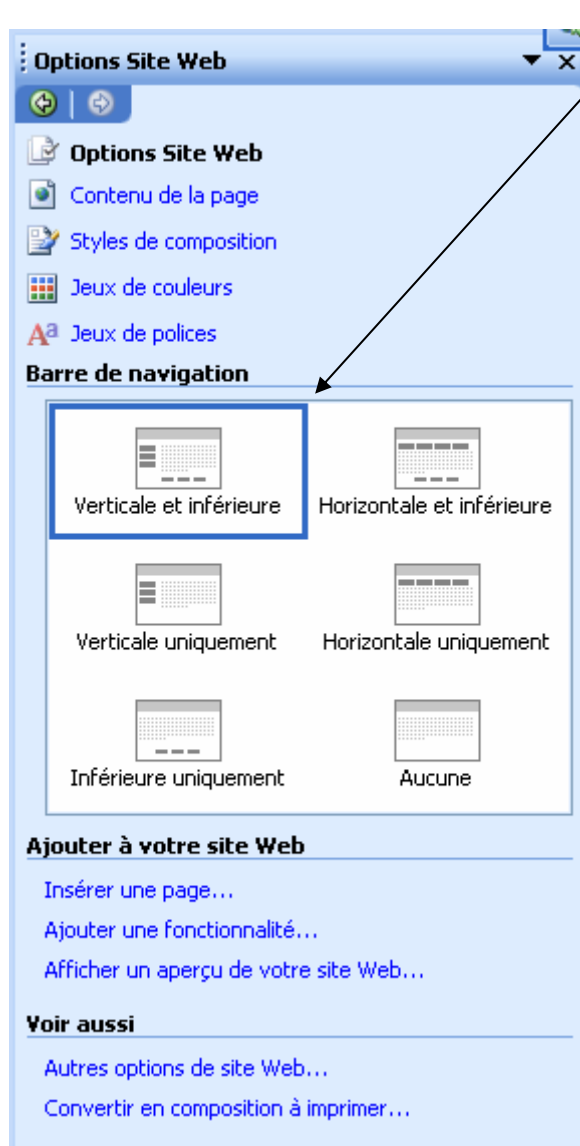 Options Site Web
Options Site Web
Contenu de la page
Styles de composition
Jeux de couleurs
Aa Jeux de polices
Barre de navigation
Verticale et inférieure Horizontale et inférieure
Verticale uniquement Horizontale uniquement
Inférieure uniquement Aucune
Ajouter à votre site Web
Insérer une page...
Ajouter une fonctionnalité...
Afficher un aperçu de votre site Web...
Voir aussi
Autres options de site Web...
Convertir en composition à imprimer...